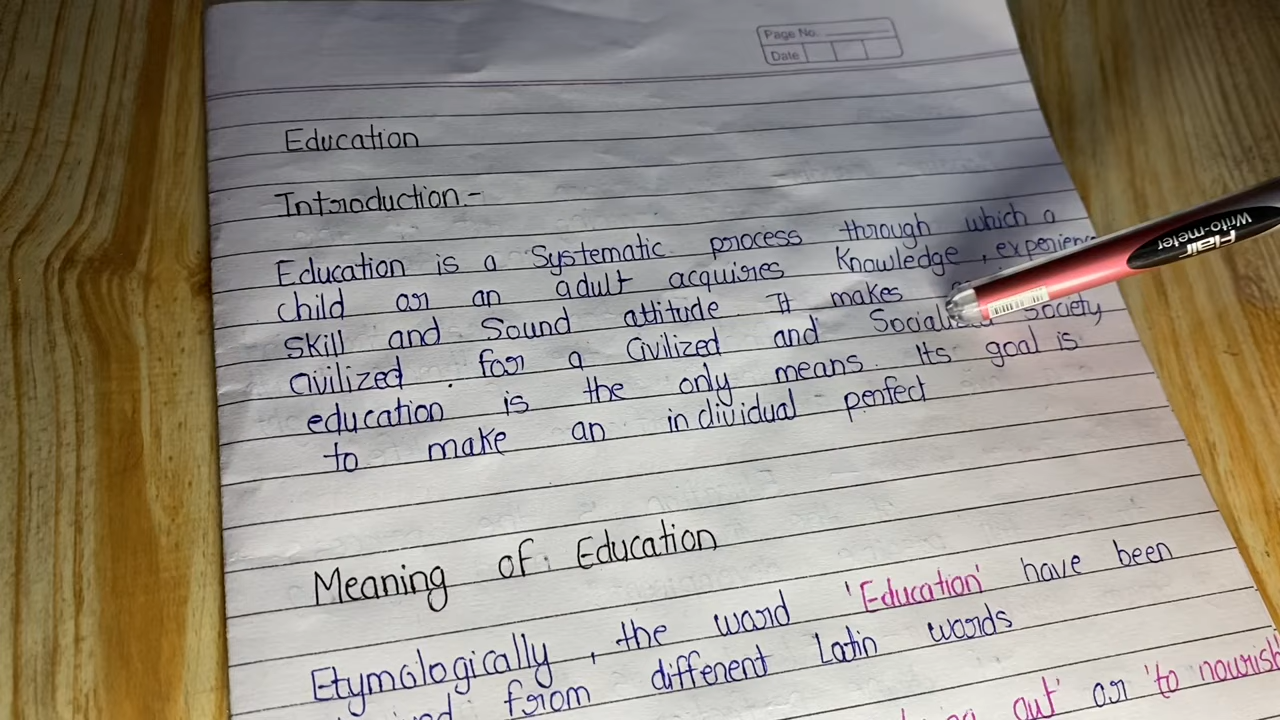 Page No.
Date
Education
Introduction:-
Education is a Systematic process through which a
child or an adult acquires Knowledge, experience
skill and Sound attitude It makes
civilized. for a Civilized and Socialized Society
education is the only means. Its goal is
to make an individual perfect
Meaning of: Education
Etymologically, the word 'Education' have been
from different Latin words
out' or 'to nourish
Flair
Writo-meter